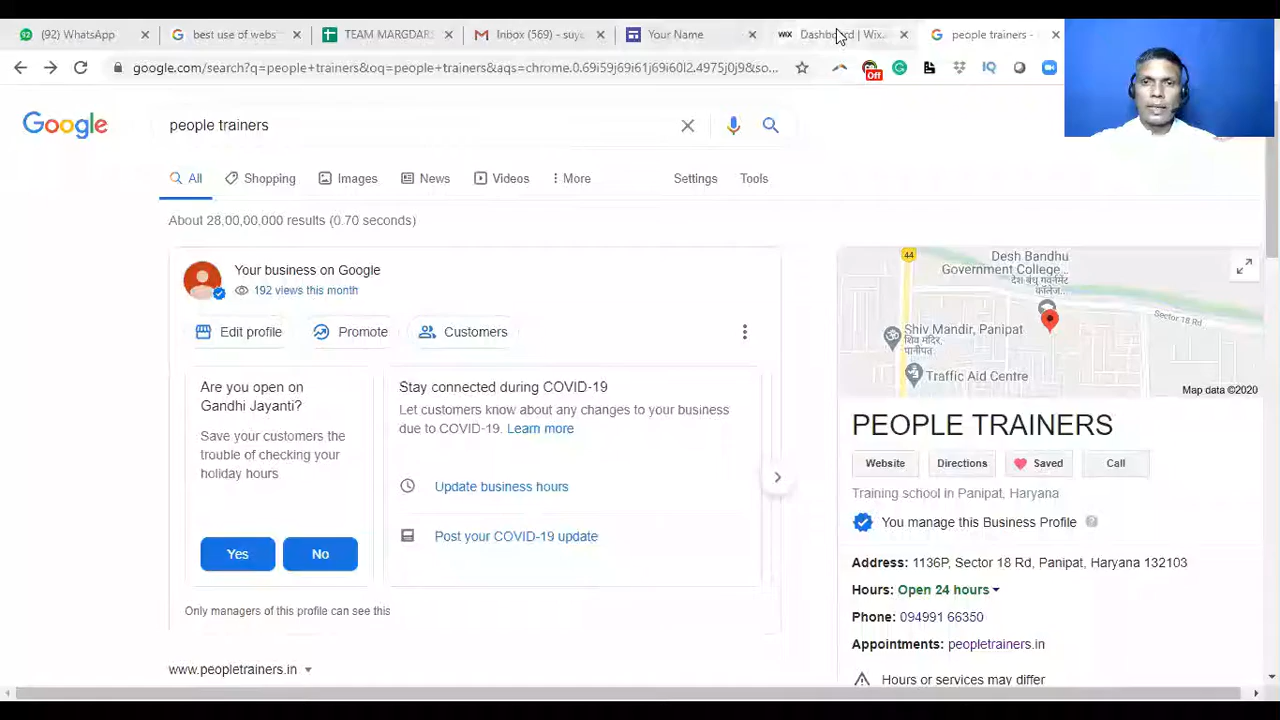 (92) WhatsApp
best use of webs
TEAM MARGDAR
Inbox (569) - suy
Your Name
WiX Dashboard | Wix.
people trainers -
google.com/search?q=people+trainers&oq=people+trainers&aqs=chrome.0.69i59j69i61j69i60l2.4975j0j9&so...
Off
Google
people trainers
All
Shopping
Images
News
Videos
More
Settings
Tools
About 28,00,00,000 results (0.70 seconds)
Your business on Google
192 views this month
Edit profile
Promote
Customers
Are you open on
Gandhi Jayanti?
Save your customers the
trouble of checking your
holiday hours
Yes
No
Stay connected during COVID-19
Let customers know about any changes to your business
due to COVID-19. Learn more
Update business hours
Post your COVID-19 update
Only managers of this profile can see this
www.peopletrainers.in
44
Desh Bandhu
Government College ...
देश बंधु गवर्नमेंट
कॉलेज...
Sector 18 Rd
Shiv Mandir, Panipat
शिव मंदिर,
पानीपत
Traffic Aid Centre
Map data ©2020
PEOPLE TRAINERS
Website
Directions
Saved
Call
Training school in Panipat, Haryana
You manage this Business Profile
Address: 1136P, Sector 18 Rd, Panipat, Haryana 132103
Hours: Open 24 hours
Phone: 094991 66350
Appointments: peopletrainers.in
Hours or services may differ